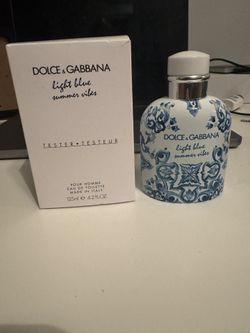 DOLCE & GABBANA
light blue
summer vibes
TESTER • TESTEUR
POUR HOMME
EAU DE TOILETTE
MADE IN ITALY
125ml e 4.2FL.OZ.
DOLCE & GABBANA
light blue
summer vibes